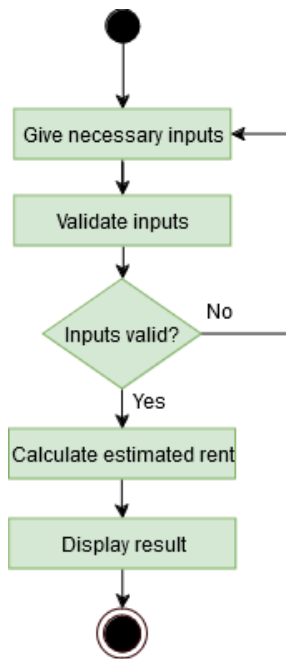 Give necessary inputs
Validate inputs
Inputs valid?
No
Yes
Calculate estimated rent
Display result